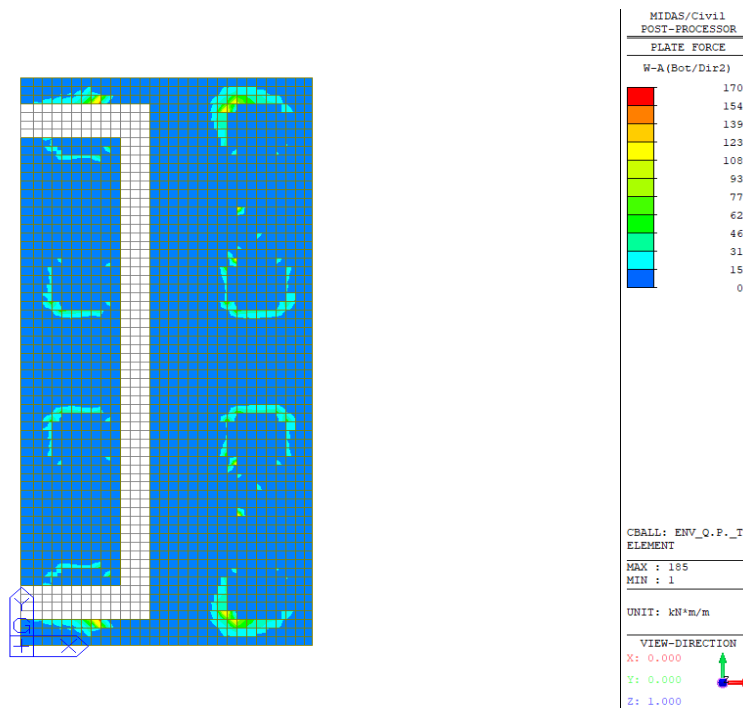 MIDAS/Civil
POST-PROCESSOR
PLATE FORCE
W-A(Bot/Dir2)
170
154
139
123
108
93
77
62
46
31
15
0
CBALL: ENV_Q.P._T
ELEMENT
MAX : 185
MIN : 1
UNIT: kN*m/m
VIEW-DIRECTION
X: 0.000
Y: 0.000
Z: 1.000
X
Y